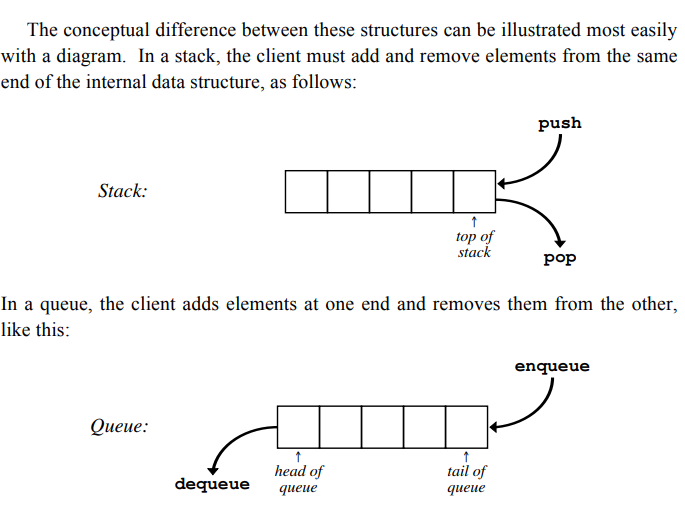 The conceptual difference between these structures can be illustrated most easily
with a diagram. In a stack, the client must add and remove elements from the same
end of the internal data structure, as follows:
push
Stack:
↑
top of
stack
pop
In a queue, the client adds elements at one end and removes them from the other,
like this:
enqueue
Queue:
↑ ↑
head of tail of
dequeue queue queue